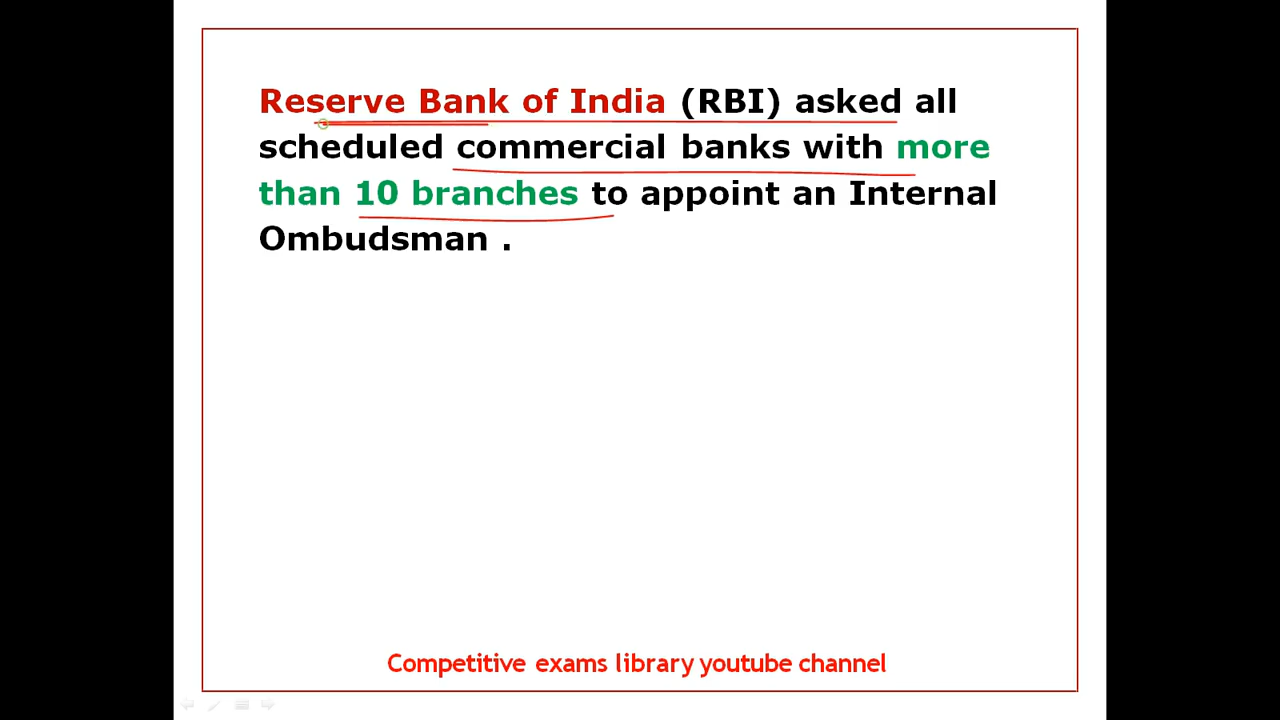 Reserve Bank of India (RBI) asked all
scheduled commercial banks with more
than 10 branches to appoint an Internal
Ombudsman .
Competitive exams library youtube channel